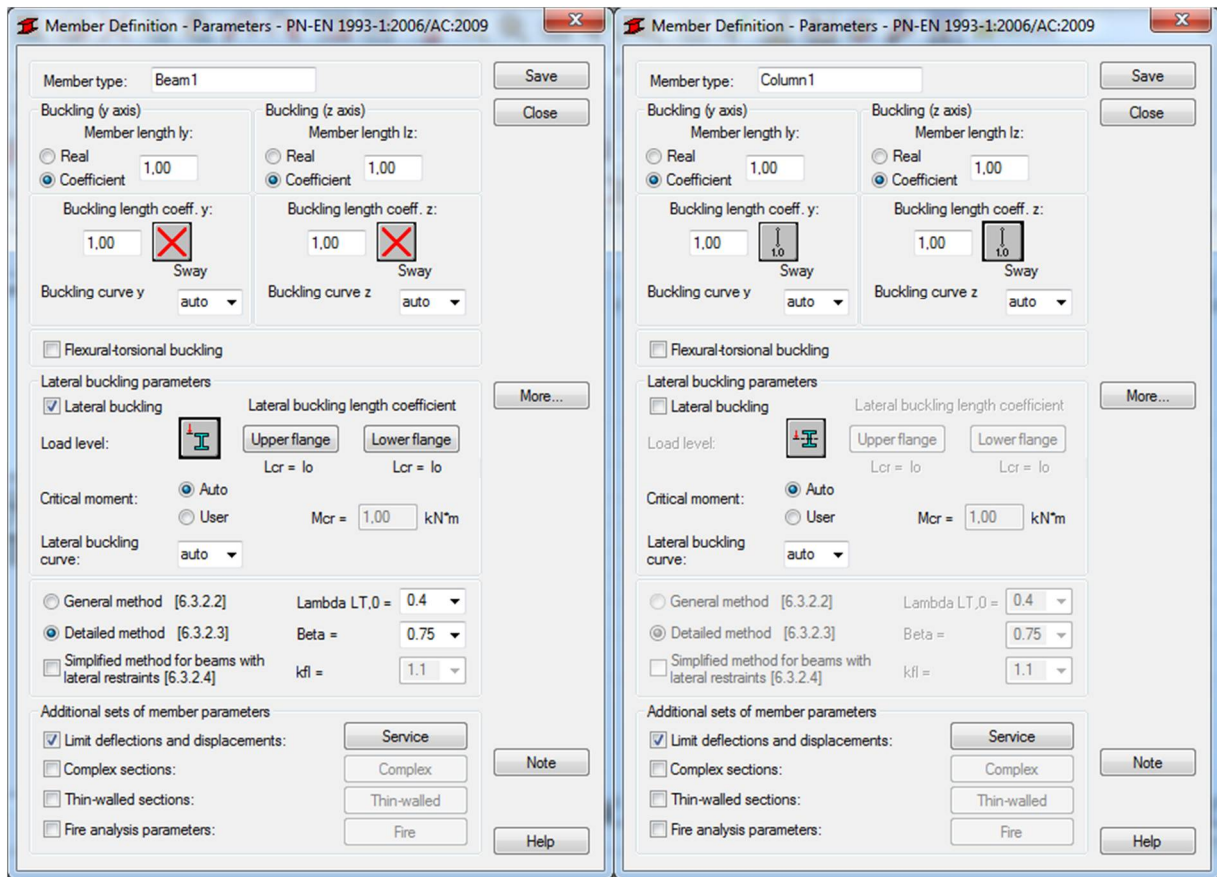 Member Definition - Parameters - PN-EN 1993-1:2006/AC:2009
Member type: Beam1
Save
Close
Buckling (y axis)
Member length ly:
Real
Coefficient
1,00
Buckling (z axis)
Member length lz:
Real
Coefficient
1,00
Buckling length coeff. y:
1,00
Sway
Buckling curve y auto
Buckling length coeff. z:
1,00
Sway
Buckling curve z auto
Flexural-torsional buckling
Lateral buckling parameters
Lateral buckling
Lateral buckling length coefficient
Load level:
Upper flange Lower flange
Lcr = lo Lcr = lo
Critical moment:
Auto
User
Mcr = 1,00 kN*m
Lateral buckling
curve:
auto
More...
General method [6.3.2.2] Lambda LT,0 = 0.4
Detailed method [6.3.2.3] Beta = 0.75
Simplified method for beams with
lateral restraints [6.3.2.4]
kfl = 1.1
Additional sets of member parameters
Limit deflections and displacements: Service
Complex sections: Complex
Thin-walled sections: Thin-walled
Fire analysis parameters: Fire
Note
Help
Member Definition - Parameters - PN-EN 1993-1:2006/AC:2009
Member type: Column1
Save
Close
Buckling (y axis)
Member length ly:
Real
Coefficient
1,00
Buckling (z axis)
Member length lz:
Real
Coefficient
1,00
Buckling length coeff. y:
1,00
1.0
Sway
Buckling curve y auto
Buckling length coeff. z:
1,00
1.0
Sway
Buckling curve z auto
Flexural-torsional buckling
Lateral buckling parameters
Lateral buckling
Lateral buckling length coefficient
Load level:
Upper flange Lower flange
Lcr = lo Lcr = lo
Critical moment:
Auto
User
Mcr = 1,00 kN*m
Lateral buckling
curve:
auto
More...
General method [6.3.2.2] Lambda LT,0 = 0.4
Detailed method [6.3.2.3] Beta = 0.75
Simplified method for beams with
lateral restraints [6.3.2.4]
kfl = 1.1
Additional sets of member parameters
Limit deflections and displacements: Service
Complex sections: Complex
Thin-walled sections: Thin-walled
Fire analysis parameters: Fire
Note
Help